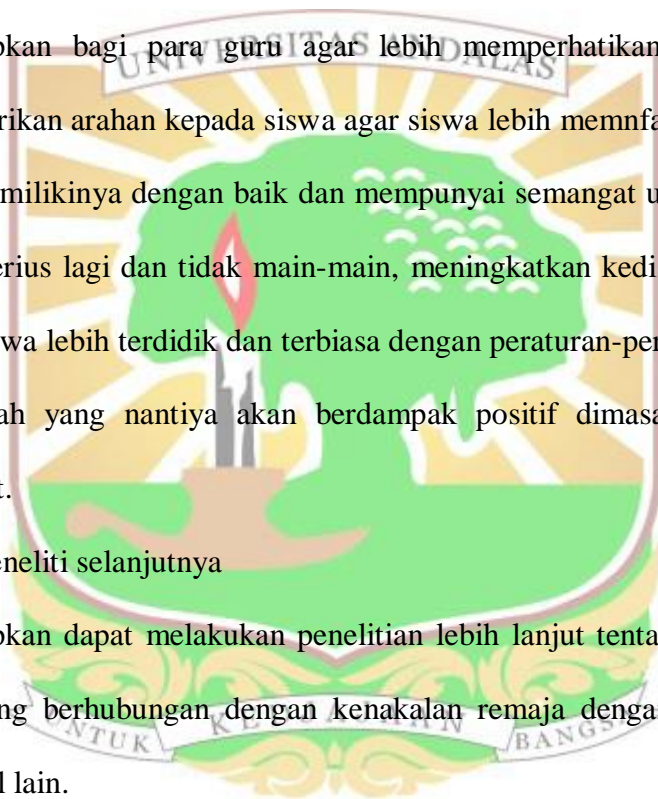 UNIVERSITAS ANDALAS
pkan bagi para guru agar lebih memperhatikan
rikan arahan kepada siswa agar siswa lebih memnfa
milikinya dengan baik dan mempunyai semangat u
erius lagi dan tidak main-main, meningkatkan kedi
wa lebih terdidik dan terbiasa dengan peraturan-per
ah yang nantiya akan berdampak positif dimasa
t.
eneliti selanjutnya
pkan dapat melakukan penelitian lebih lanjut tenta
ng berhubungan dengan kenakalan remaja denga
l lain.
UNTUK KEDJAJAAN BANGSA